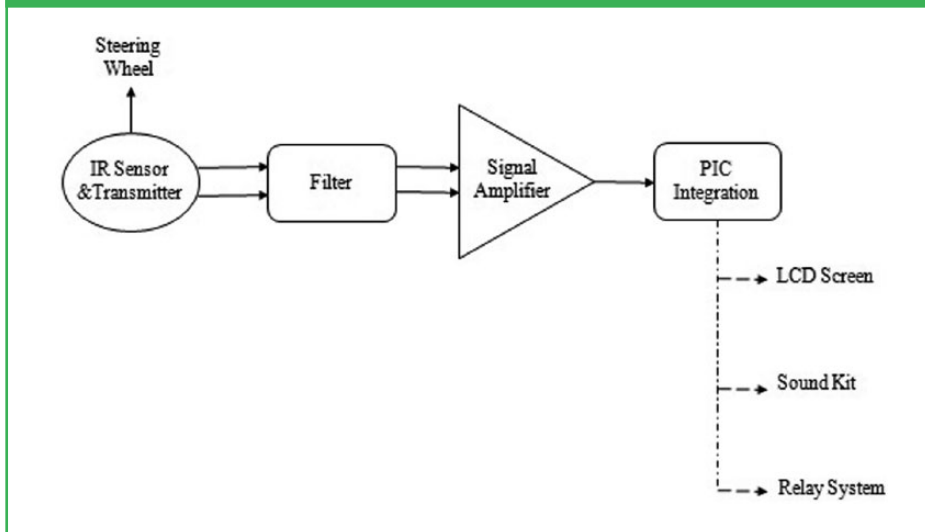 Steering
Wheel
IR Sensor
&Transmitter
Filter
Signal
Amplifier
PIC
Integration
LCD Screen
Sound Kit
Relay System